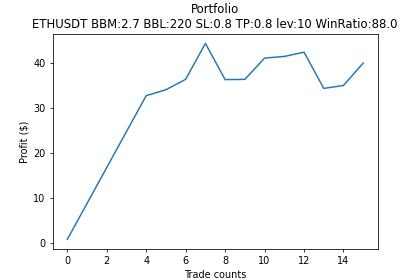 Portfolio
ETHUSDT BBM:2.7 BBL:220 SL:0.8 TP:0.8 lev:10 WinRatio:88.0
40
30
20
10
0
Profit ($)
0 2 4 6 8 10 12 14
Trade counts